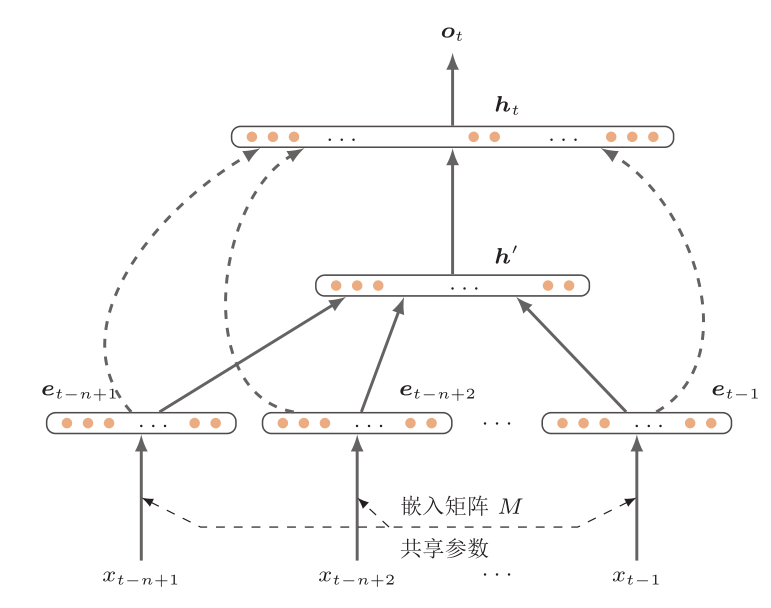 o_t
h_t
...
...
h′
...
e_{t−n+1} e_{t−n+2} e_{t−1}
... ... ... ...
嵌入矩阵 M
共享参数
x_{t−n+1} x_{t−n+2} ... x_{t−1}